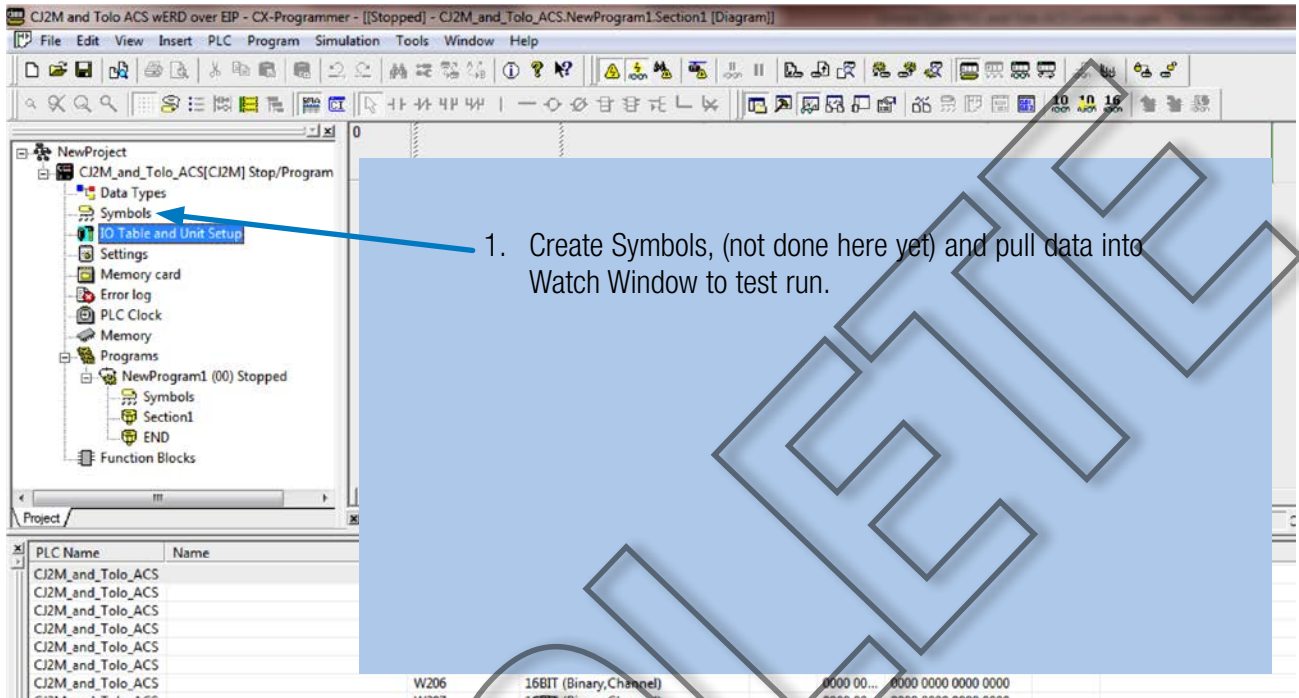 CJ2M and Tolo ACS wERD over EIP - CX-Programmer - [[Stopped] - CJ2M_and_Tolo_ACS.NewProgram1.Section1 [Diagram]]
File Edit View Insert PLC Program Simulation Tools Window Help
0
NewProject
CJ2M_and_Tolo_ACS[CJ2M] Stop/Program
Data Types
Symbols
IO Table and Unit Setup
Settings
Memory card
Error log
PLC Clock
Memory
Programs
NewProgram1 (00) Stopped
Symbols
Section1
END
Function Blocks
1. Create Symbols, (not done here yet) and pull data into
Watch Window to test run.
Project
PLC Name Name
CJ2M_and_Tolo_ACS
CJ2M_and_Tolo_ACS
CJ2M_and_Tolo_ACS
CJ2M_and_Tolo_ACS
CJ2M_and_Tolo_ACS
CJ2M_and_Tolo_ACS
CJ2M_and_Tolo_ACS W206 16BIT (Binary,Channel) 0000 00... 0000 0000 0000 0000